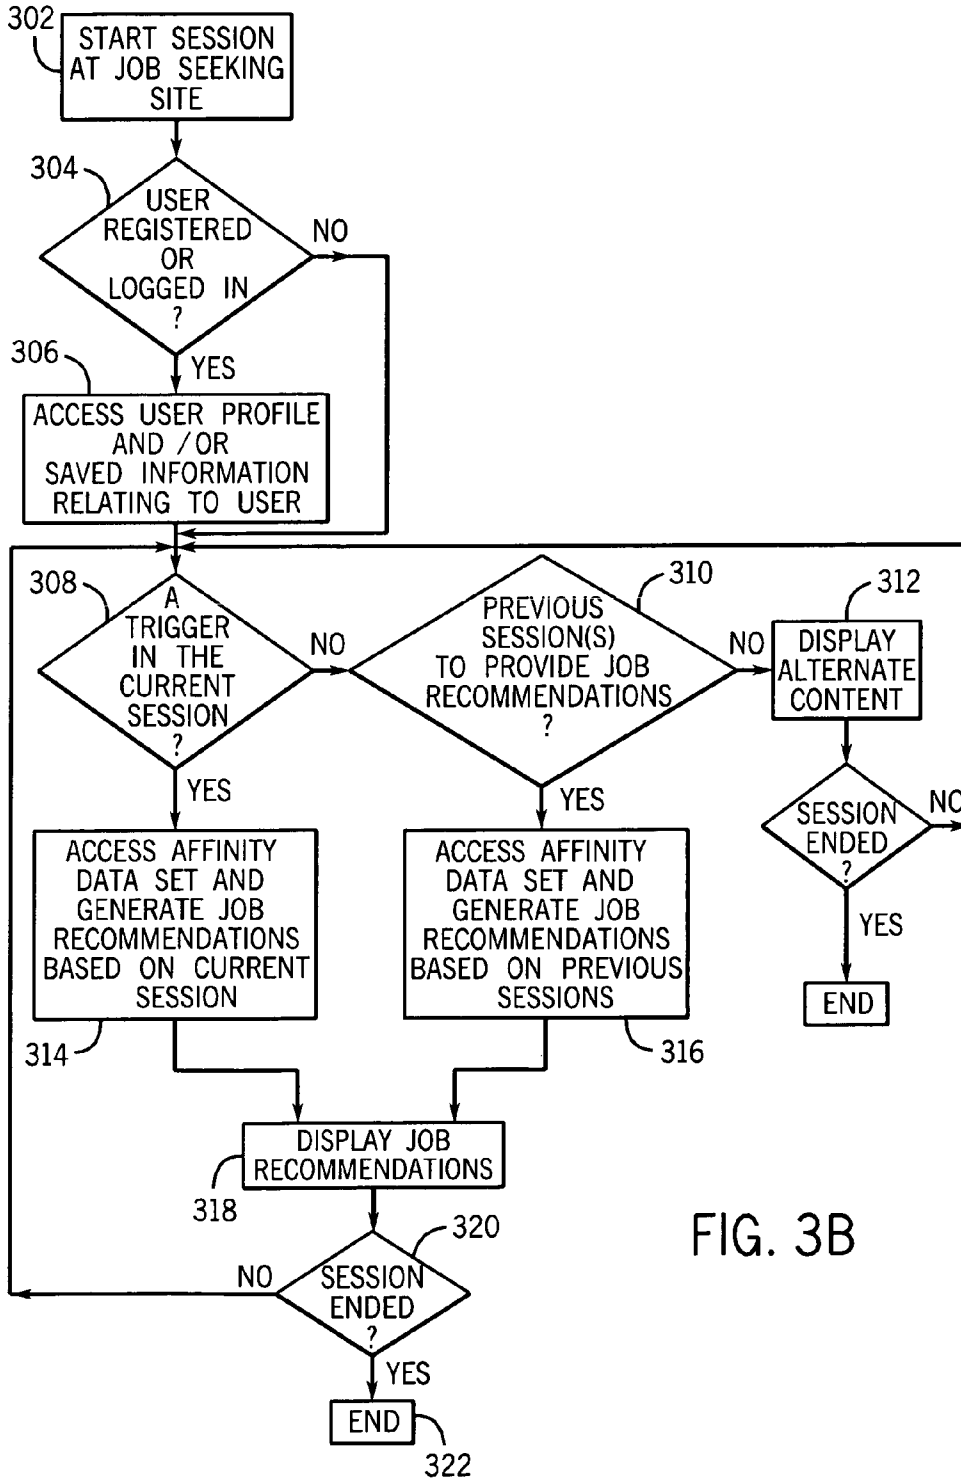 302
START SESSION
AT JOB SEEKING
SITE
304
USER
REGISTERED
OR
LOGGED IN
?
NO
YES
306
ACCESS USER PROFILE
AND /OR
SAVED INFORMATION
RELATING TO USER
308
A
TRIGGER
IN THE
CURRENT
SESSION
?
NO
YES
310
PREVIOUS
SESSION(S)
TO PROVIDE JOB
RECOMMENDATIONS
?
NO
YES
312
DISPLAY
ALTERNATE
CONTENT
SESSION
ENDED
?
NO
YES
END
ACCESS AFFINITY
DATA SET AND
GENERATE JOB
RECOMMENDATIONS
BASED ON CURRENT
SESSION
314
ACCESS AFFINITY
DATA SET AND
GENERATE JOB
RECOMMENDATIONS
BASED ON PREVIOUS
SESSIONS
316
DISPLAY JOB
RECOMMENDATIONS
318
320
SESSION
ENDED
?
NO
YES
END
322
FIG. 3B